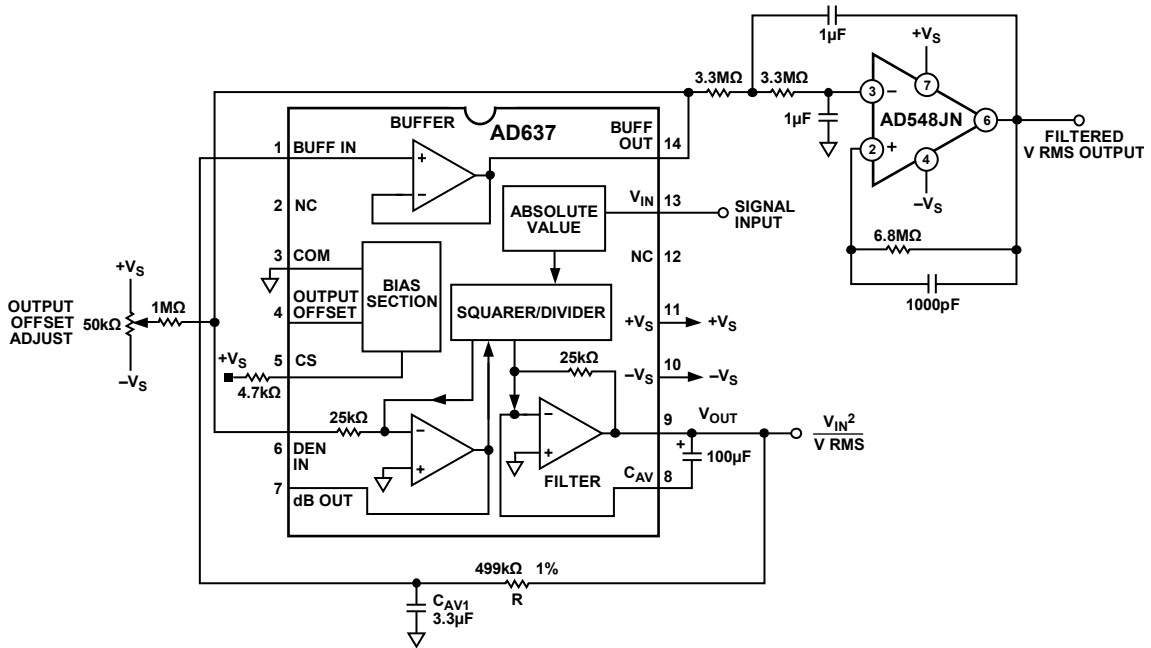 1µF
+VS
3.3MΩ 3.3MΩ
3 –
7
AD548JN
6
1µF
2 +
4
–VS
FILTERED
V RMS OUTPUT
6.8MΩ
1000pF
AD637
BUFFER
BUFF
OUT
14
1 BUFF IN
+
–
2 NC
ABSOLUTE
VALUE
VIN 13
SIGNAL
INPUT
3 COM
NC 12
BIAS
SECTION
OUTPUT
OFFSET
4
SQUARER/DIVIDER
11
+VS
+VS
+VS
OUTPUT
OFFSET
ADJUST
50kΩ
1MΩ
–VS
5 CS
+VS
4.7kΩ
25kΩ
10
–VS
–VS
25kΩ
6 DEN
IN
–
+
–
+
FILTER
9
VOUT
VIN2
V RMS
+
100µF
CAV 8
7
dB OUT
499kΩ 1%
R
CAV1
3.3µF